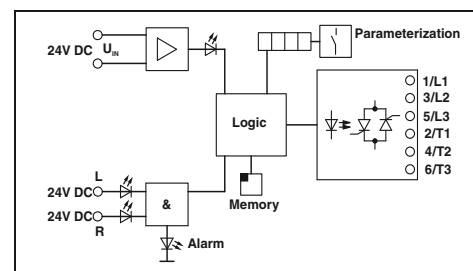 Parameterization
24V DC U_IN
1/L1
3/L2
5/L3
2/T1
4/T2
6/T3
Logic
L
24V DC
24V DC
R
&
Memory
Alarm